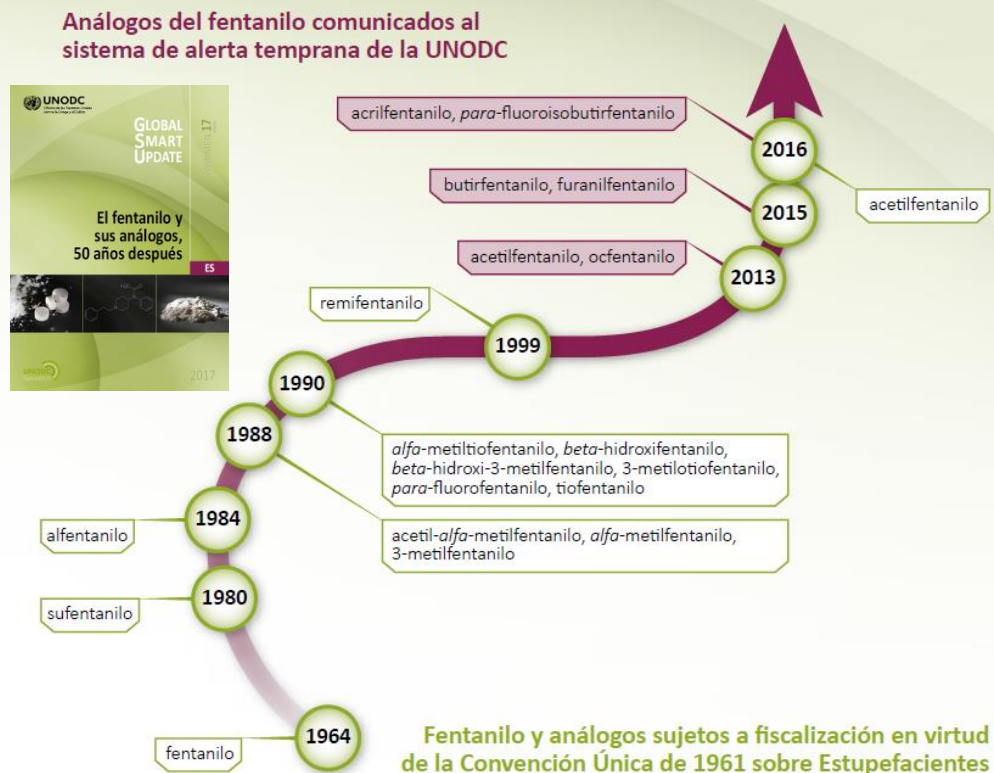 Análogos del fentanilo comunicados al
sistema de alerta temprana de la UNODC
UNODC
GLOBAL
SMART
UPDATE
17
El fentanilo y
sus análogos,
50 años después
ES
UNODC
2017
acrilfentanilo, para-fluoroisobutirfentanilo
2016
acetilfentanilo
butirfentanilo, furanilfentanilo
2015
acetilfentanilo, ocfentanilo
2013
remifentanilo
1999
1990
alfa-metiltiofentanilo, beta-hidroxifentanilo,
beta-hidroxi-3-metilfentanilo, 3-metilotiofentanilo,
para-fluorofentanilo, tiofentanilo
1988
acetil-alfa-metilfentanilo, alfa-metilfentanilo,
3-metilfentanilo
1984
alfentanilo
1980
sufentanilo
1964
fentanilo
Fentanilo y análogos sujetos a fiscalización en virtud
de la Convención Única de 1961 sobre Estupefacientes